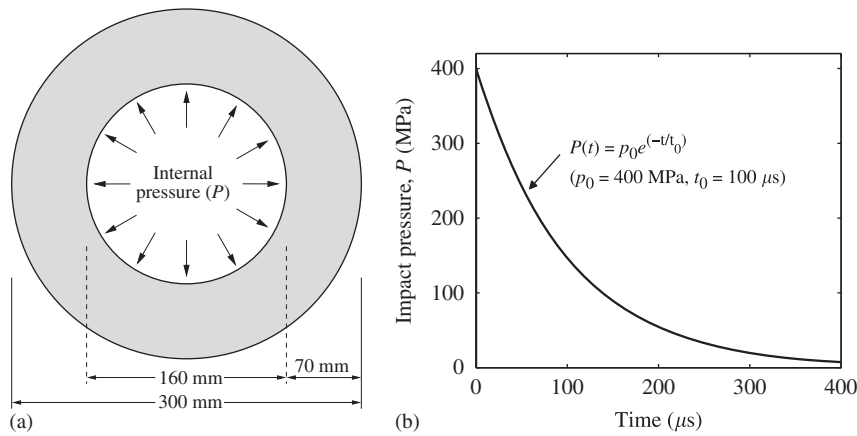 Internal
pressure (P)
70 mm
160 mm
300 mm
(a)
400
300
200
100
0
Impact pressure, P (MPa)
P(t) = p₀e^(−t/t₀)
(p₀ = 400 MPa, t₀ = 100 μs)
0
100
200
300
400
Time (μs)
(b)